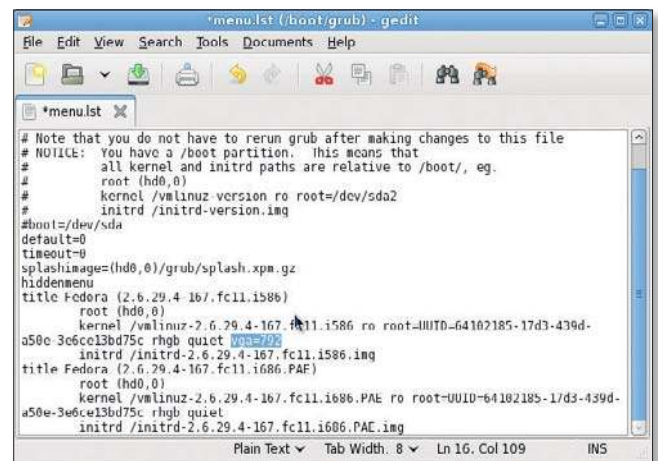 *menu.lst (/boot/grub) - gedit
File Edit View Search Tools Documents Help
*menu.lst
# Note that you do not have to rerun grub after making changes to this file
# NOTICE: You have a /boot partition. This means that
# all kernel and initrd paths are relative to /boot/, eg.
# root (hd0,0)
# kernel /vmlinuz-version ro root=/dev/sda2
# initrd /initrd-version.img
#boot=/dev/sda
default=0
timeout=0
splashimage=(hd0,0)/grub/splash.xpm.gz
hiddenmenu
title Fedora (2.6.29.4-167.fc11.i586)
root (hd0,0)
kernel /vmlinuz-2.6.29.4-167.fc11.i586 ro root=UUID=64102185-17d3-439d-
a50e-3e6ce13bd75c rhgb quiet vga=792
initrd /initrd-2.6.29.4-167.fc11.i586.img
title Fedora (2.6.29.4-167.fc11.i686.PAE)
root (hd0,0)
kernel /vmlinuz-2.6.29.4-167.fc11.i686.PAE ro root=UUID=64102185-17d3-439d-
a50e-3e6ce13bd75c rhgb quiet
initrd /initrd-2.6.29.4-167.fc11.i686.PAE.img
Plain Text Tab Width: 8 Ln 16, Col 109 INS